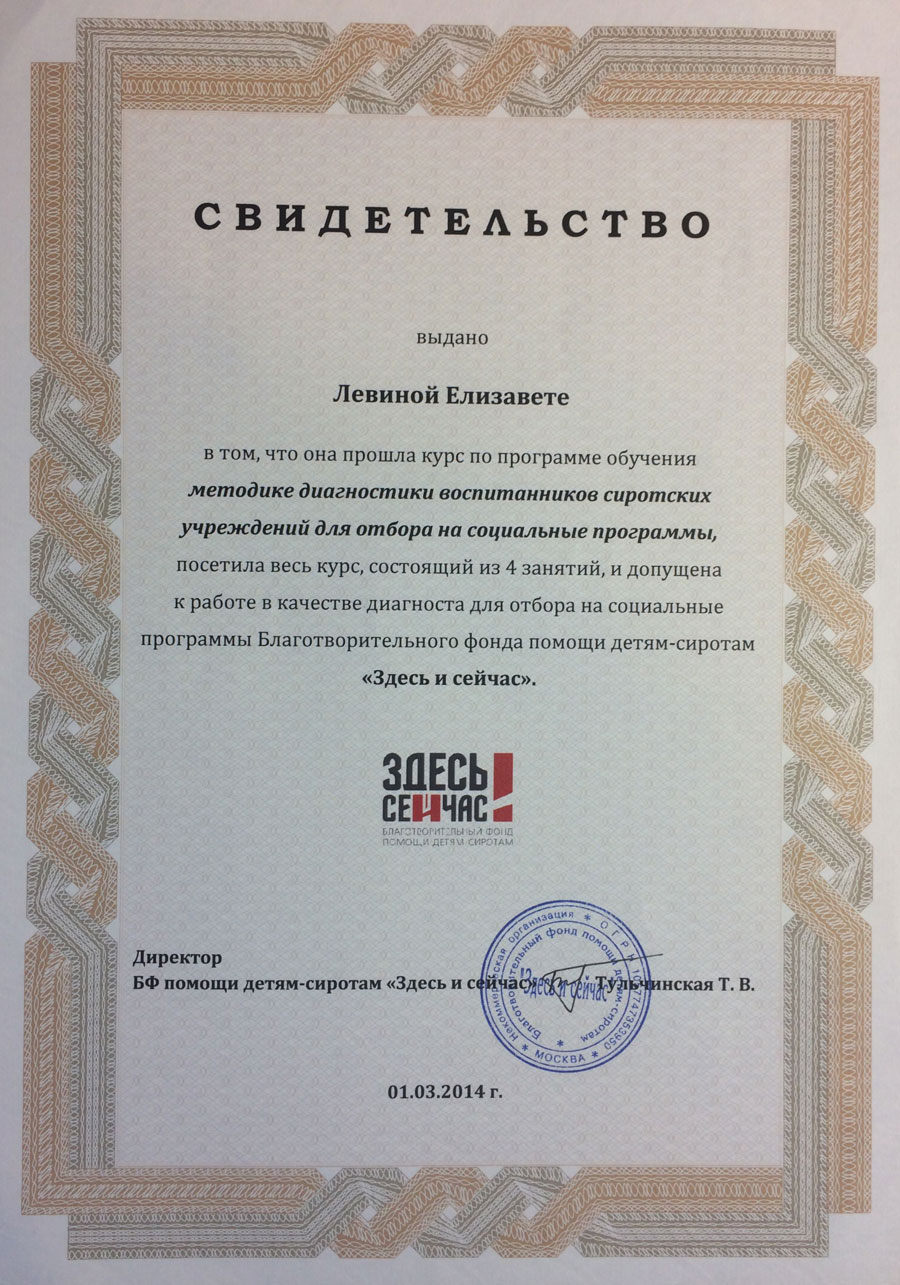 СВИДЕТЕЛЬСТВО
выдано
Левиной Елизавете
в том, что она прошла курс по программе обучения
методике диагностики воспитанников сиротских
учреждений для отбора на социальные программы,
посетила весь курс, состоящий из 4 занятий, и допущена
к работе в качестве диагноста для отбора на социальные
программы Благотворительного фонда помощи детям-сиротам
«Здесь и сейчас».
ЗДЕСЬ
СЕЙЧАС
БЛАГОТВОРИТЕЛЬНЫЙ ФОНД
ПОМОЩИ ДЕТЯМ СИРОТАМ
Директор
БФ помощи детям-сиротам «Здесь и сейчас» Тульчинская Т. В.
Некоммерческая организация * ОГРН
* МОСКВА *
Благотворительный фонд помощи детям-сиротам *
"Здесь и сейчас"
01.03.2014 г.